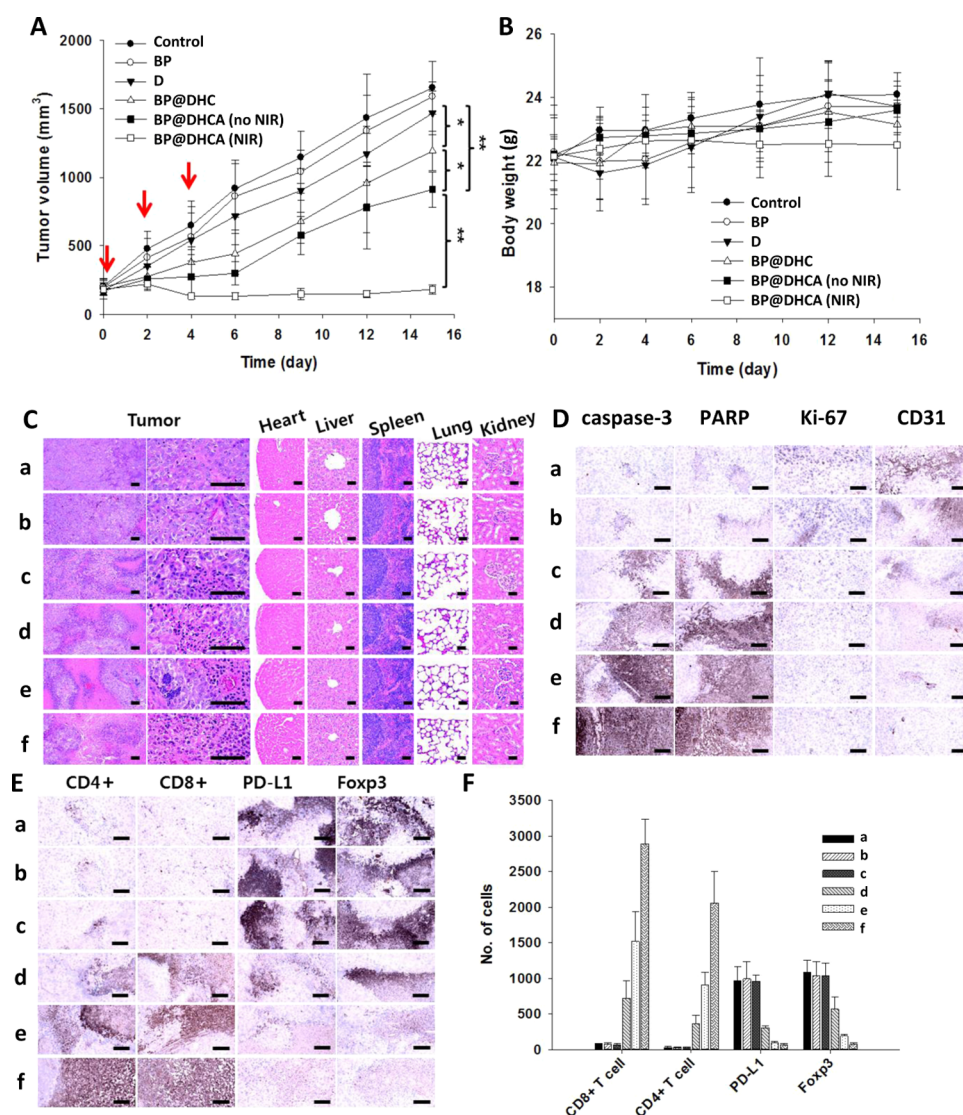 A
2000
1500
1000
500
0
Tumor volume (mm³)
Control
BP
D
BP@DHC
BP@DHCA (no NIR)
BP@DHCA (NIR)
*
*
**
**
0 2 4 6 8 10 12 14 16
Time (day)
B
26
24
22
20
18
Body weight (g)
Control
BP
D
BP@DHC
BP@DHCA (no NIR)
BP@DHCA (NIR)
0 2 4 6 8 10 12 14 16
Time (day)
C
Tumor Heart Liver Spleen Lung Kidney
a
b
c
d
e
f
D
caspase-3 PARP Ki-67 CD31
a
b
c
d
e
f
E
CD4+ CD8+ PD-L1 Foxp3
a
b
c
d
e
f
F
3500
3000
2500
2000
1500
1000
500
0
No. of cells
a
b
c
d
e
f
CD8+ T cell
CD4+ T cell
PD-L1
Foxp3